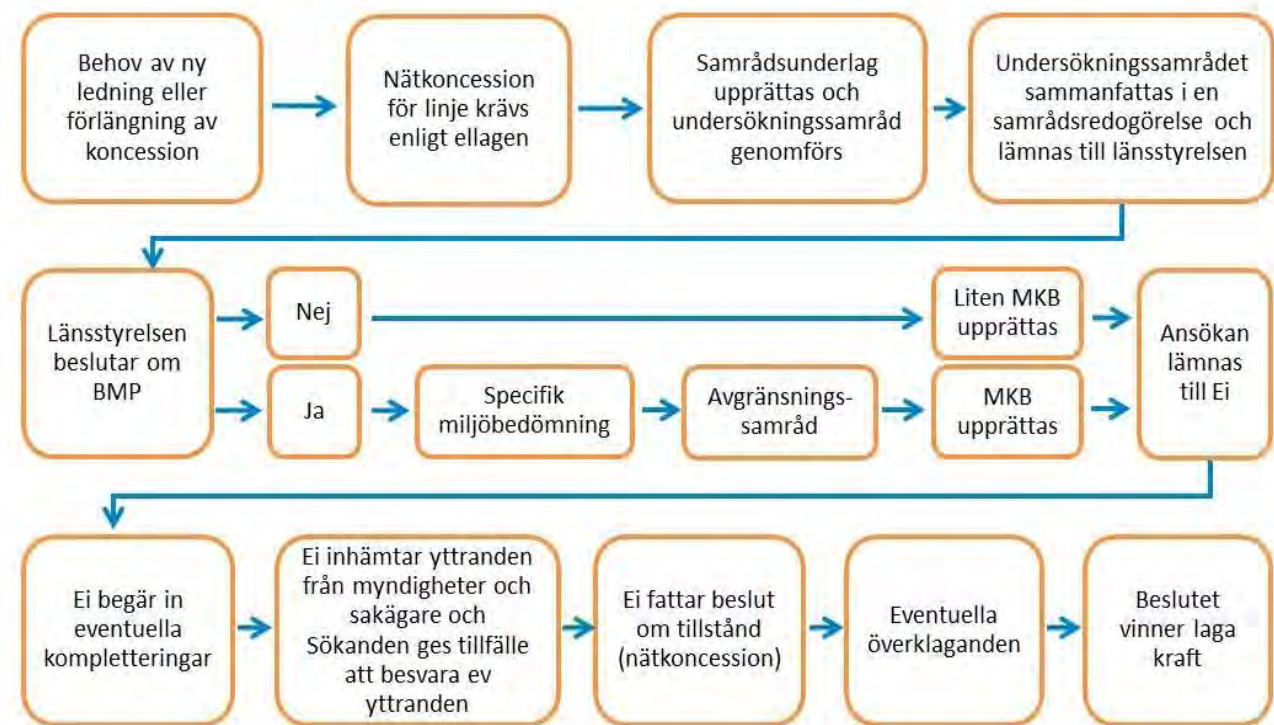 Behov av ny
ledning eller
förlängning av
koncession
Nätkoncession
för linje krävs
enligt ellagen
Samrådsunderlag
upprättas och
undersökningssamråd
genomförs
Undersökningssamrådet
sammanfattas i en
samrådsredogörelse och
lämnas till länsstyrelsen
Länsstyrelsen
beslutar om
BMP
Nej
Liten MKB
upprättas
Ja
Specifik
miljöbedömning
Avgränsnings-
samråd
MKB
upprättas
Ansökan
lämnas
till Ei
Ei begär in
eventuella
kompletteringar
Ei inhämtar yttranden
från myndigheter och
sakägare och
Sökanden ges tillfälle
att besvara ev
yttranden
Ei fattar beslut
om tillstånd
(nätkoncession)
Eventuella
överklaganden
Beslutet
vinner laga
kraft